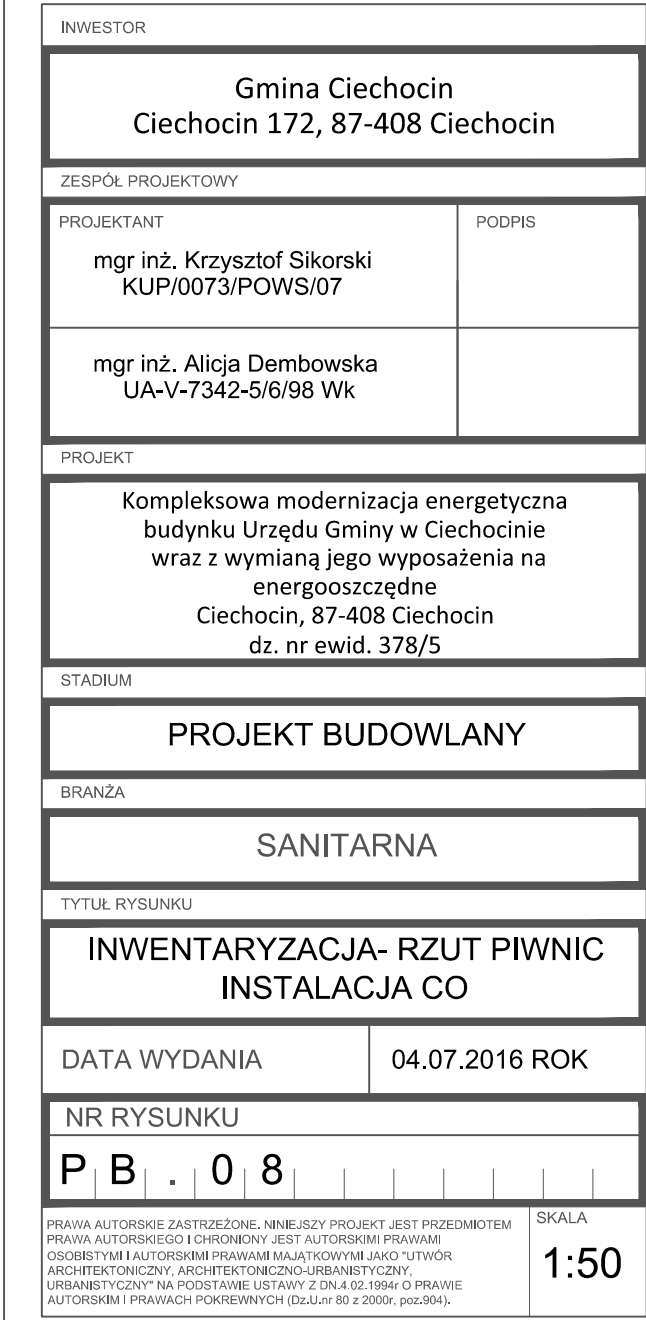 INWESTOR
Gmina Ciechocin
Ciechocin 172, 87-408 Ciechocin
ZESPÓŁ PROJEKTOWY
PROJEKTANT
PODPIS
mgr inż. Krzysztof Sikorski
KUP/0073/POWS/07
mgr inż. Alicja Dembowska
UA-V-7342-5/6/98 Wk
PROJEKT
Kompleksowa modernizacja energetyczna
budynku Urzędu Gminy w Ciechocinie
wraz z wymianą jego wyposażenia na
energooszczędne
Ciechocin, 87-408 Ciechocin
dz. nr ewid. 378/5
STADIUM
PROJEKT BUDOWLANY
BRANŻA
SANITARNA
TYTUŁ RYSUNKU
INWENTARYZACJA- RZUT PIWNIC
INSTALACJA CO
DATA WYDANIA
04.07.2016 ROK
NR RYSUNKU
PB.08
PRAWA AUTORSKIE ZASTRZEŻONE. NINIEJSZY PROJEKT JEST PRZEDMIOTEM
PRAWA AUTORSKIEGO I CHRONIONY JEST AUTORSKIMI PRAWAMI
OSOBISTYMI I AUTORSKIMI PRAWAMI MAJĄTKOWYMI JAKO "UTWÓR
ARCHITEKTONICZNY, ARCHITEKTONICZNO-URBANISTYCZNY,
URBANISTYCZNY" NA PODSTAWIE USTAWY Z DN.4.02.1994r O PRAWIE
AUTORSKIM I PRAWACH POKREWNYCH (Dz.U.nr 80 z 2000r, poz.904).
SKALA
1:50